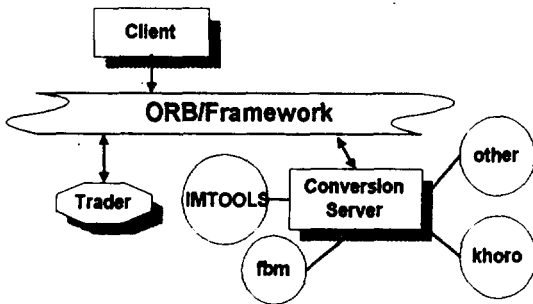 Client
ORB/Framework
other
Trader
IMTOOLS
Conversion
Server
fbm
khoro